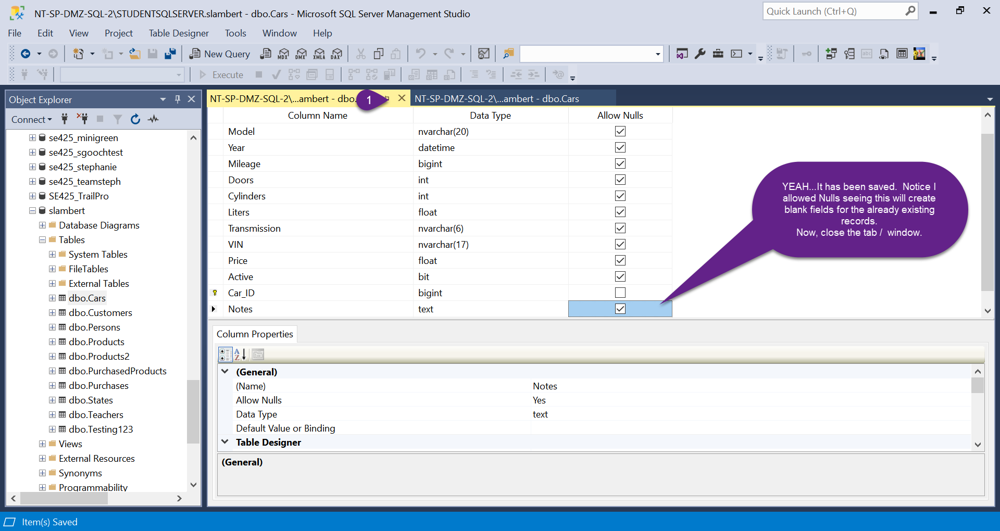 NT-SP-DMZ-SQL-2\STUDENTSQLSERVER.slambert - dbo.Cars - Microsoft SQL Server Management Studio
Quick Launch (Ctrl+Q)
File Edit View Project Table Designer Tools Window Help
New Query MDX DMX XMLA DAX
abc
Execute
Object Explorer
Connect
se425_minigreen
se425_sgoochtest
se425_stephanie
se425_teamsteph
SE425_TrailPro
slambert
Database Diagrams
Tables
System Tables
FileTables
External Tables
dbo.Cars
dbo.Customers
dbo.Persons
dbo.Products
dbo.Products2
dbo.PurchasedProducts
dbo.Purchases
dbo.States
dbo.Teachers
dbo.Testing123
Views
External Resources
Synonyms
Programmability
NT-SP-DMZ-SQL-2\...ambert - dbo. 1
NT-SP-DMZ-SQL-2\...ambert - dbo.Cars
Column Name Data Type Allow Nulls
Model nvarchar(20)
Year datetime
Mileage bigint
Doors int
Cylinders int
Liters float
Transmission nvarchar(6)
VIN nvarchar(17)
Price float
Active bit
Car_ID bigint
Notes text
YEAH...It has been saved. Notice I
allowed Nulls seeing this will create
blank fields for the already existing
records.
Now, close the tab / window.
Column Properties
AZ
(General)
(Name) Notes
Allow Nulls Yes
Data Type text
Default Value or Binding
Table Designer
(General)
Item(s) Saved